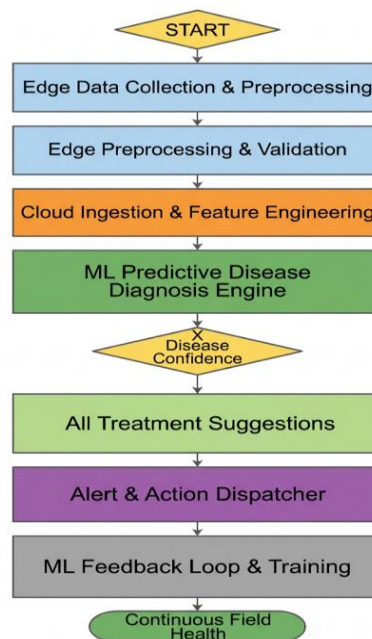 START
Edge Data Collection & Preprocessing
Edge Preprocessing & Validation
Cloud Ingestion & Feature Engineering
ML Predictive Disease
Diagnosis Engine
X
Disease
Confidence
All Treatment Suggestions
Alert & Action Dispatcher
ML Feedback Loop & Training
Continuous Field
Health